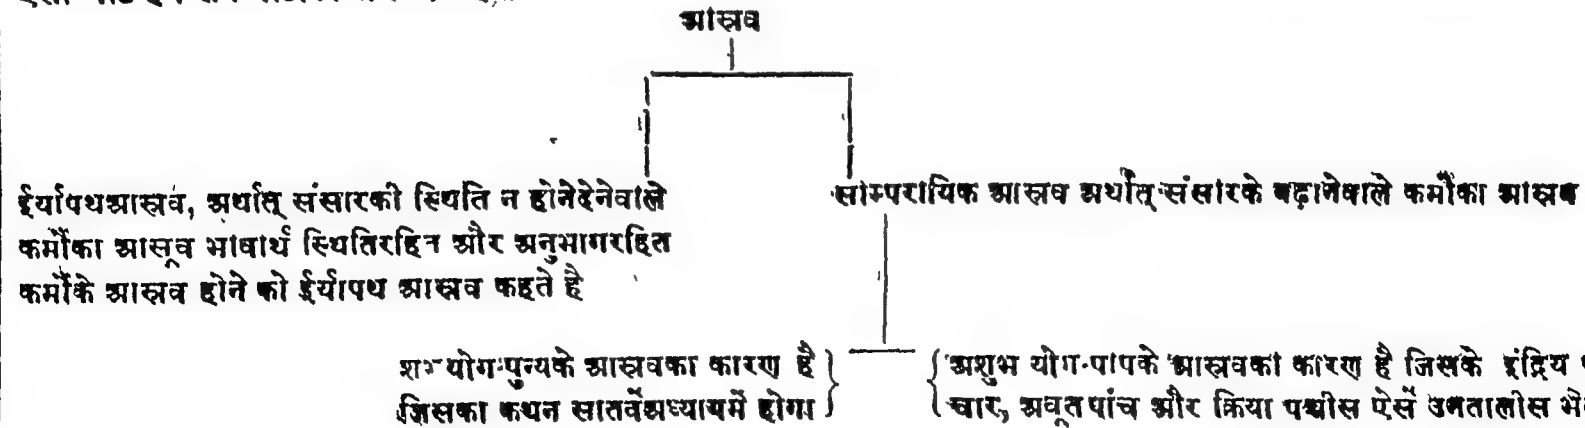 आस्रव
ईर्यापथआस्रव, अर्थात् संसारकी स्थिति न होनेदेनेवाले
कर्मोंका आसूव भावार्थ स्थितिरहित और अनुभागरहित
कर्मोंके आस्रव होने को ईर्यापथ आस्रव कहते है
साम्परायिक आस्रव अर्थात् संसारके बढ़ानेवाले कर्मोंका आस्रव
योग-पुन्यके आस्रवका कारण है
जिसका कथन सातवेंअध्यायमें होगा
अशुभ योग-पापके आस्रवका कारण है जिसके इंद्रिय
चार, अवूत पांच और क्रिया पच्चीस ऐसें उनतालीस